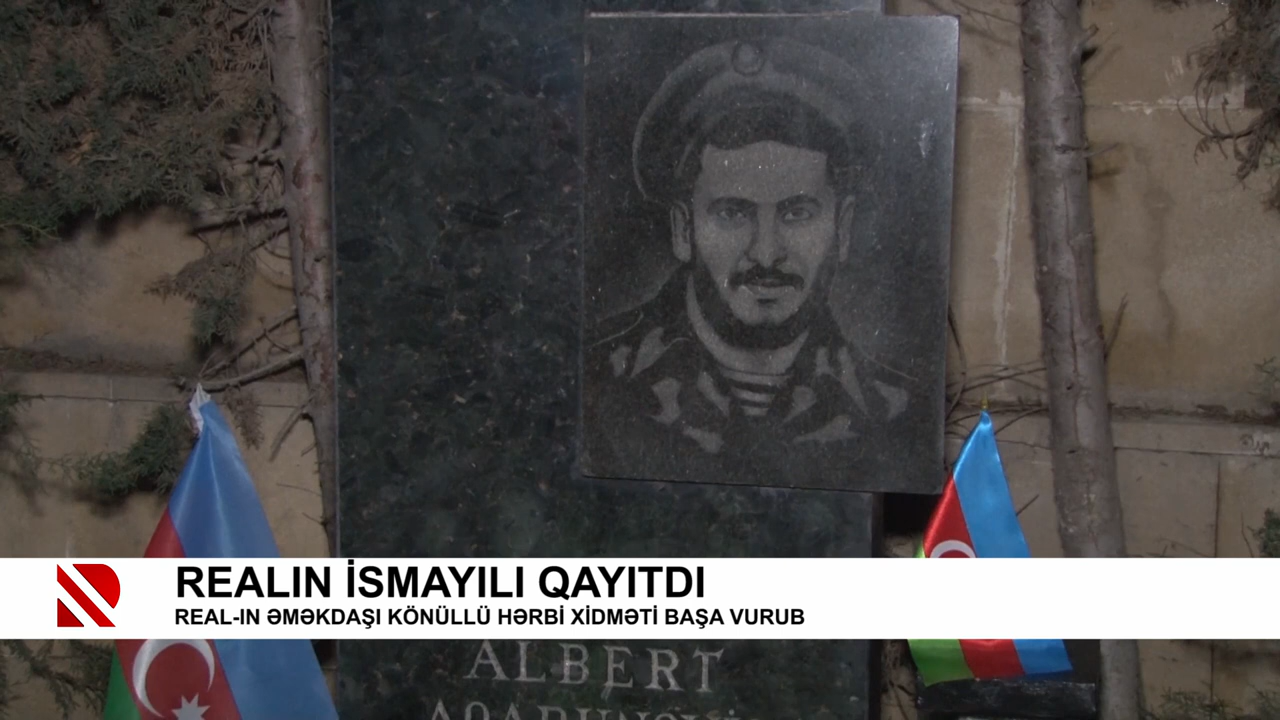 REALIN İSMAYILI QAYITDI
REAL-IN ƏMƏKDAŞI KÖNÜLLÜ HƏRBİ XİDMƏTİ BAŞA VURUB
ALBERT